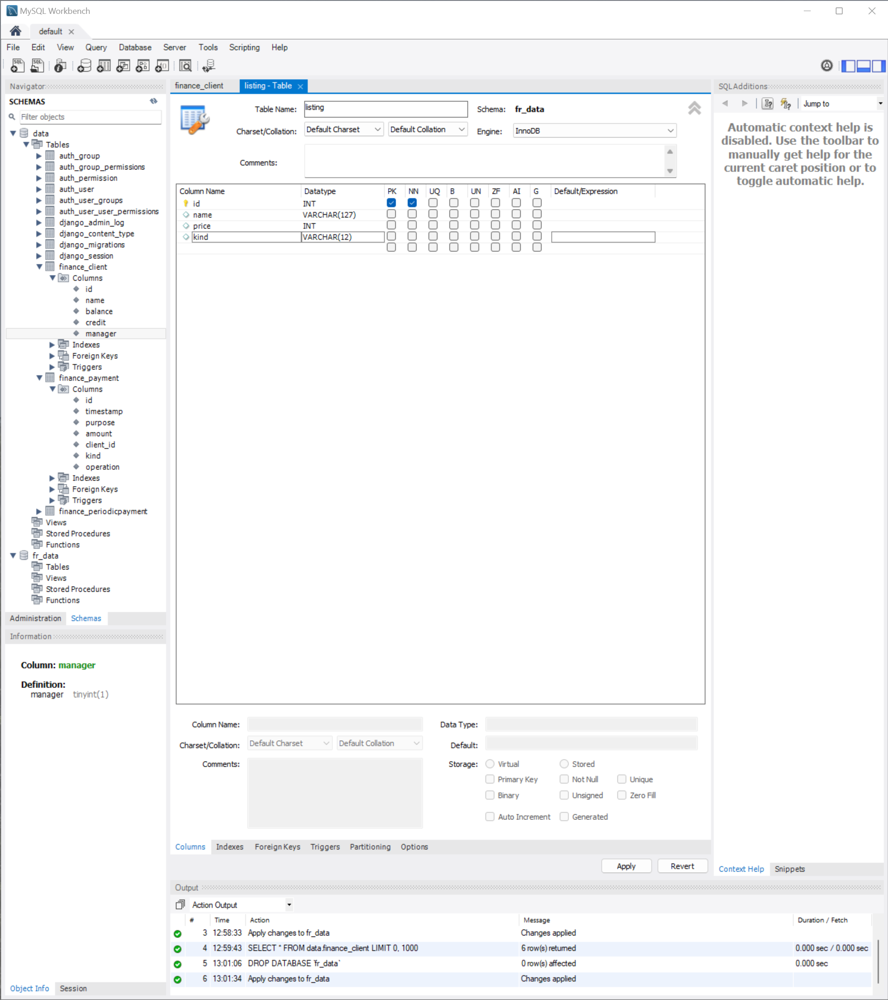 MySQL Workbench
default
File Edit View Query Database Server Tools Scripting Help
Navigator
SCHEMAS
Filter objects
data
Tables
auth_group
auth_group_permissions
auth_permission
auth_user
auth_user_groups
auth_user_user_permissions
django_admin_log
django_content_type
django_migrations
django_session
finance_client
Columns
id
name
balance
credit
manager
Indexes
Foreign Keys
Triggers
finance_payment
Columns
id
timestamp
purpose
amount
client_id
kind
operation
Indexes
Foreign Keys
Triggers
finance_periodicpayment
Views
Stored Procedures
Functions
fr_data
Tables
Views
Stored Procedures
Functions
Administration Schemas
Information
Column: manager
Definition:
manager tinyint(1)
Object Info Session
finance_client listing - Table
Table Name: listing Schema: fr_data
Charset/Collation: Default Charset Default Collation Engine: InnoDB
Comments:
Column Name Datatype PK NN UQ B UN ZF AI G Default/Expression
id INT
name VARCHAR(127)
price INT
kind VARCHAR(12)
Column Name: Data Type:
Charset/Collation: Default Charset Default Collation Default:
Comments: Storage: Virtual Stored
Primary Key Not Null Unique
Binary Unsigned Zero Fill
Auto Increment Generated
Columns Indexes Foreign Keys Triggers Partitioning Options
Apply Revert
SQLAdditions
Jump to
Automatic context help is
disabled. Use the toolbar to
manually get help for the
current caret position or to
toggle automatic help.
Context Help Snippets
Output
Action Output
# Time Action Message Duration / Fetch
3 12:58:33 Apply changes to fr_data Changes applied
4 12:59:43 SELECT * FROM data.finance_client LIMIT 0, 1000 6 row(s) returned 0.000 sec / 0.000 sec
5 13:01:06 DROP DATABASE `fr_data` 0 row(s) affected 0.000 sec
6 13:01:34 Apply changes to fr_data Changes applied